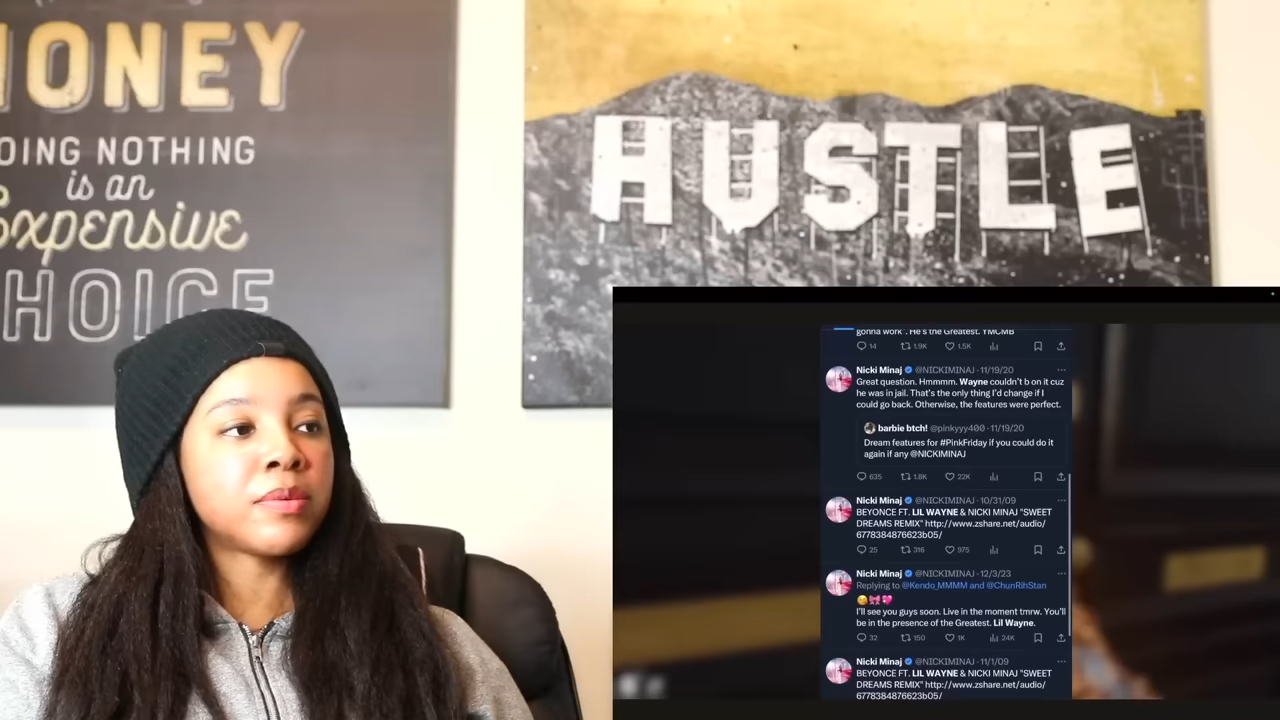 MONEY
DOING NOTHING
is an
Expensive
CHOICE
HUSTLE
gonna work". He's the Greatest. YMCMB
14 1.9K 1.5K
Nicki Minaj @NICKIMINAJ · 11/19/20 ...
Great question. Hmmmm. Wayne couldn't b on it cuz
he was in jail. That's the only thing I'd change if I
could go back. Otherwise, the features were perfect.
barbie btch! @pinkyyy400 · 11/19/20
Dream features for #PinkFriday if you could do it
again if any @NICKIMINAJ
635 1.8K 22K
Nicki Minaj @NICKIMINAJ · 10/31/09 ...
BEYONCE FT. LIL WAYNE & NICKI MINAJ "SWEET
DREAMS REMIX" http://www.zshare.net/audio/
6778384876623b05/
25 316 975
Nicki Minaj @NICKIMINAJ · 12/3/23 ...
Replying to @Kendo_MMMM and @ChunRihStan
I'll see you guys soon. Live in the moment tmrw. You'll
be in the presence of the Greatest. Lil Wayne.
32 150 1K 24K
Nicki Minaj @NICKIMINAJ · 11/1/09 ...
BEYONCE FT. LIL WAYNE & NICKI MINAJ "SWEET
DREAMS REMIX" http://www.zshare.net/audio/
6778384876623b05/